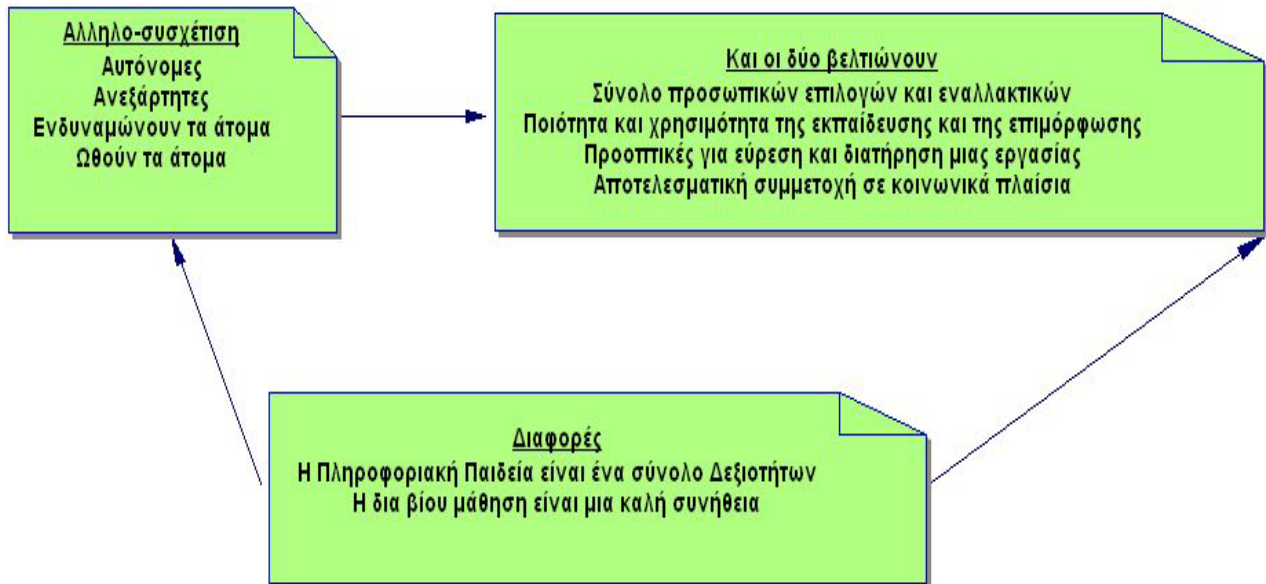 Αλληλο-συσχέτιση
Αυτόνομες
Ανεξάρτητες
Ενδυναμώνουν τα άτομα
Ωθούν τα άτομα
Και οι δύο βελτιώνουν
Σύνολο προσωπικών επιλογών και εναλλακτικών
Ποιότητα και χρησιμότητα της εκπαίδευσης και της επιμόρφωσης
Προοπτικές για εύρεση και διατήρηση μιας εργασίας
Αποτελεσματική συμμετοχή σε κοινωνικά πλαίσια
Διαφορές
Η Πληροφοριακή Παιδεία είναι ένα σύνολο Δεξιοτήτων
Η δια βίου μάθηση είναι μια καλή συνήθεια